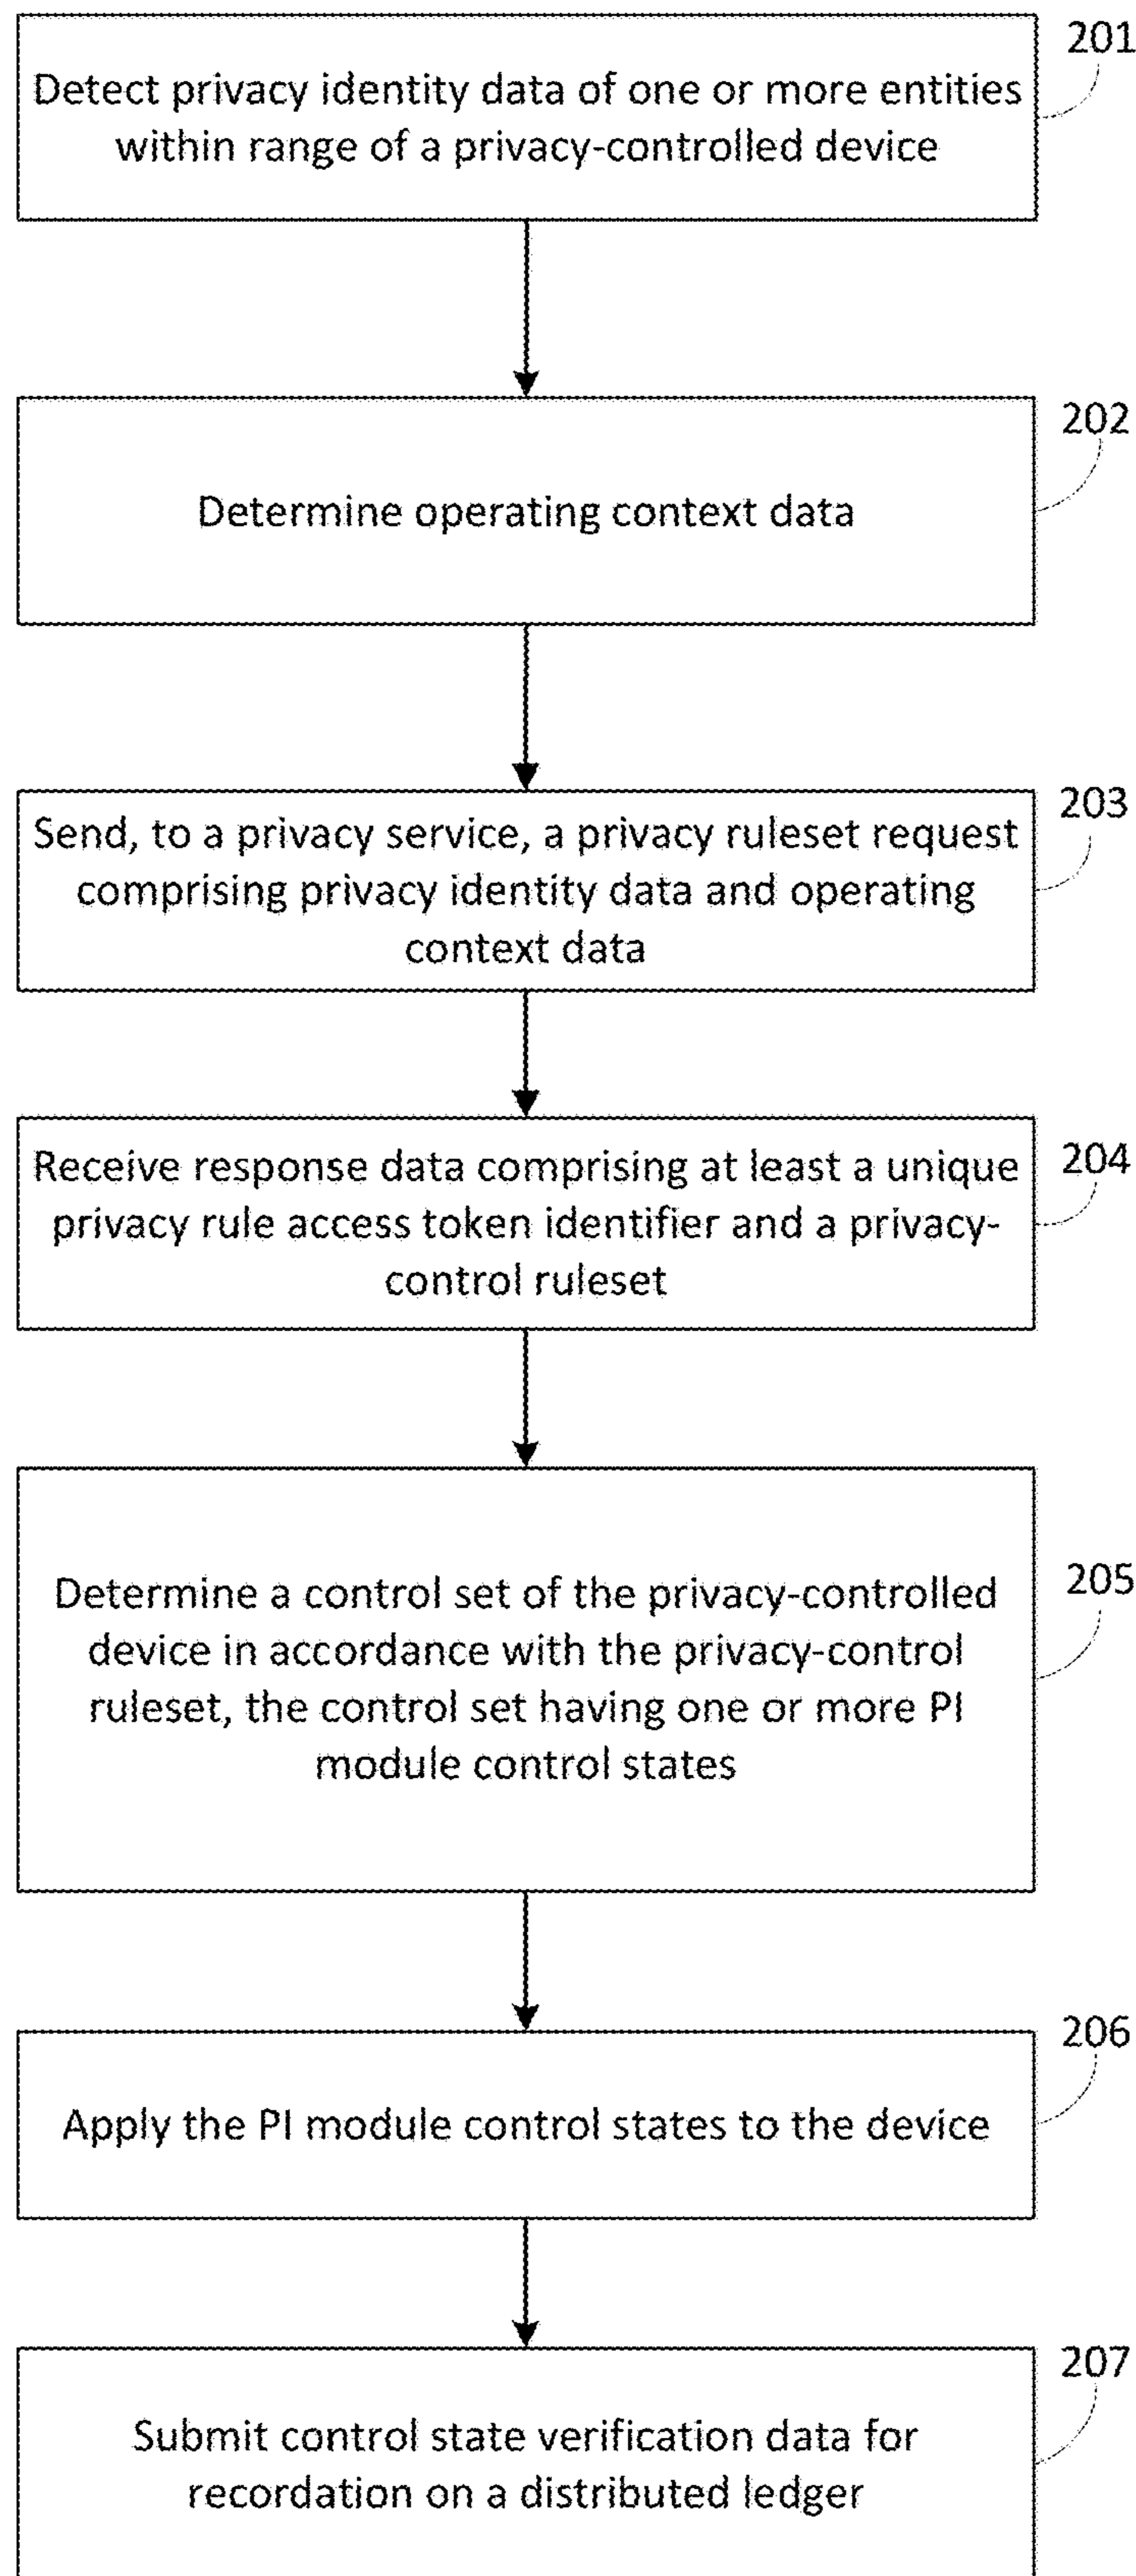 201
Detect privacy identity data of one or more entities
within range of a privacy-controlled device
202
Determine operating context data
203
Send, to a privacy service, a privacy ruleset request
comprising privacy identity data and operating
context data
204
Receive response data comprising at least a unique
privacy rule access token identifier and a privacy-
control ruleset
205
Determine a control set of the privacy-controlled
device in accordance with the privacy-control
ruleset, the control set having one or more PI
module control states
206
Apply the PI module control states to the device
207
Submit control state verification data for
recordation on a distributed ledger